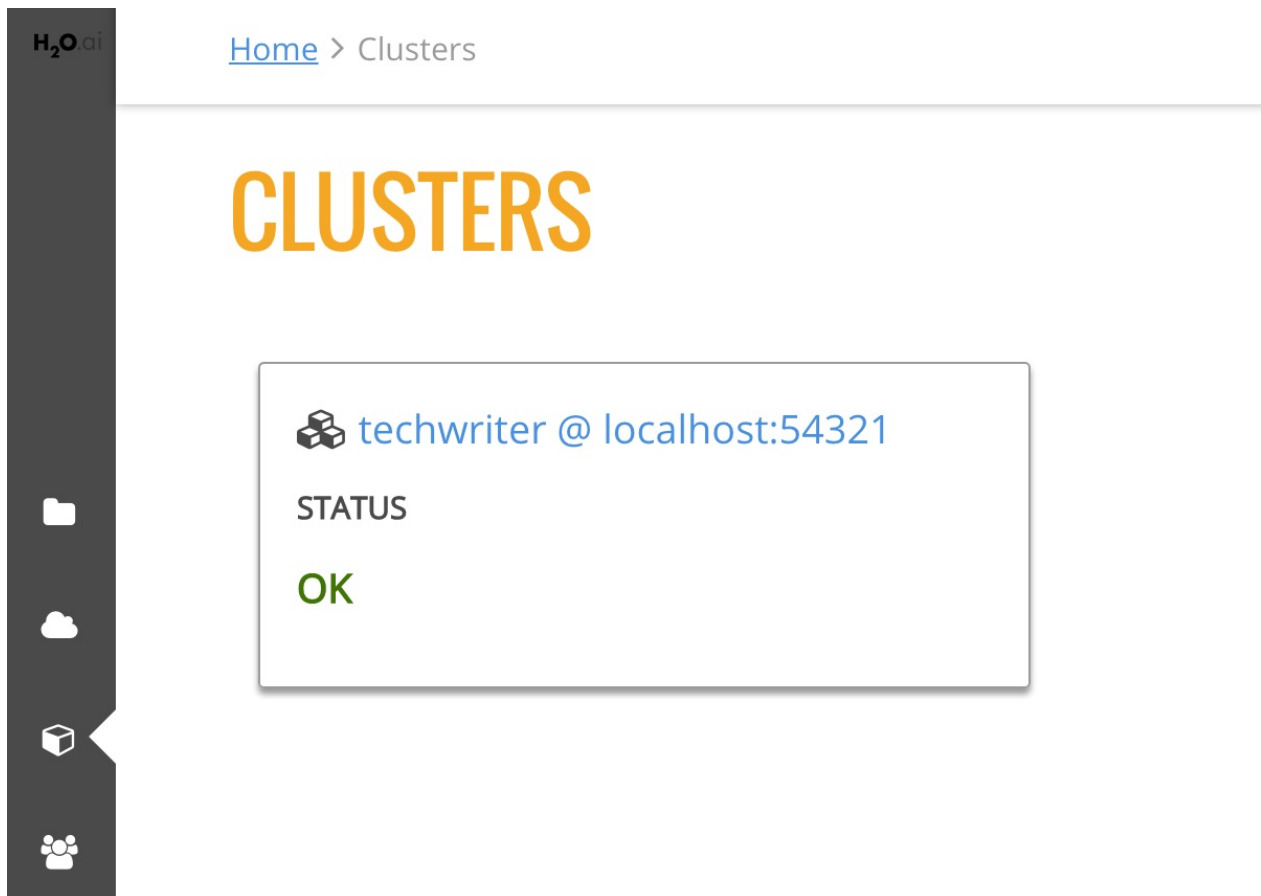 H2O.ai
Home > Clusters
CLUSTERS
techwriter @ localhost:54321
STATUS
OK